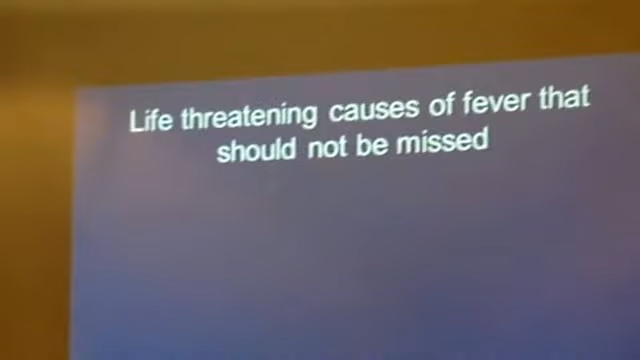 Life threatening causes of fever that
should not be missed